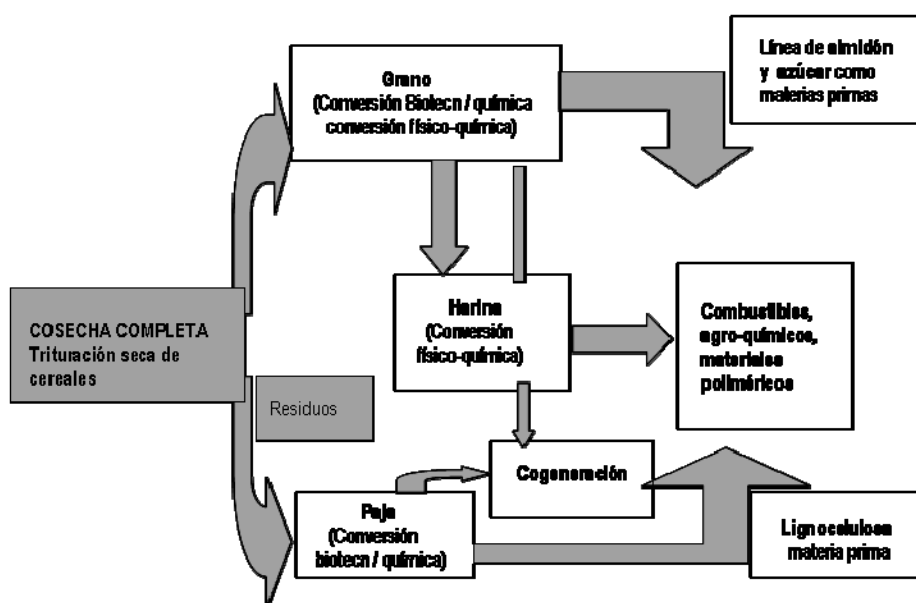 Grano
(Conversión Biotecn / química
conversión físico-química)
Línea de almidón
y azúcar como
materias primas
COSECHA COMPLETA
Trituración seca de
cereales
Harina
(Conversión
físico-química)
Combustibles,
agro-químicos,
materiales
poliméricos
Residuos
Cogeneración
Paja
(Conversión
biotecn / química)
Lignocelulosa
materia prima